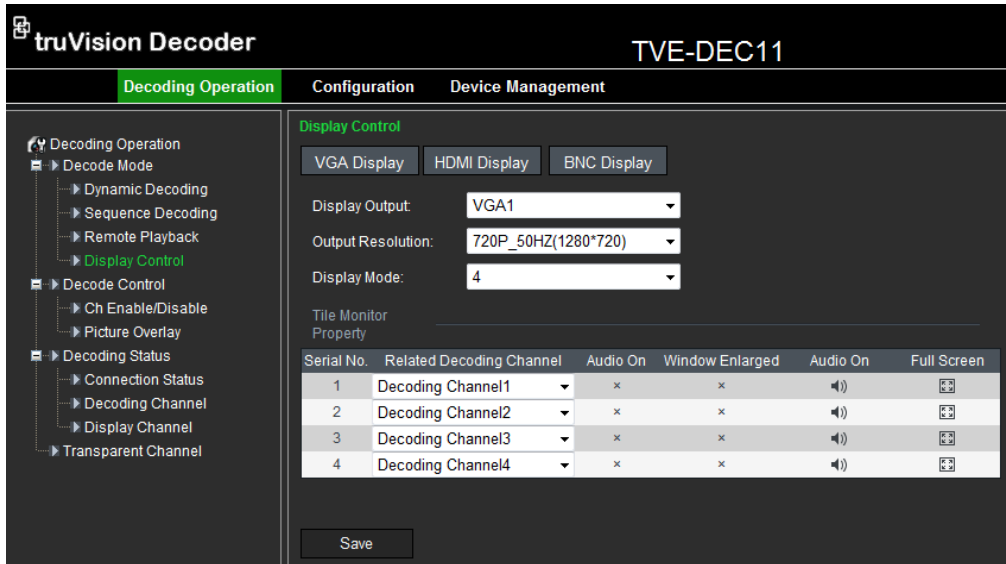 truVision Decoder
TVE-DEC11
Decoding Operation Configuration Device Management
Decoding Operation
Decode Mode
Dynamic Decoding
Sequence Decoding
Remote Playback
Display Control
Decode Control
Ch Enable/Disable
Picture Overlay
Decoding Status
Connection Status
Decoding Channel
Display Channel
Transparent Channel
Display Control
VGA Display HDMI Display BNC Display
Display Output: VGA1
Output Resolution: 720P_50HZ(1280*720)
Display Mode: 4
Tile Monitor
Property
Serial No. Related Decoding Channel Audio On Window Enlarged Audio On Full Screen
1 Decoding Channel1 × ×
2 Decoding Channel2 × ×
3 Decoding Channel3 × ×
4 Decoding Channel4 × ×
Save